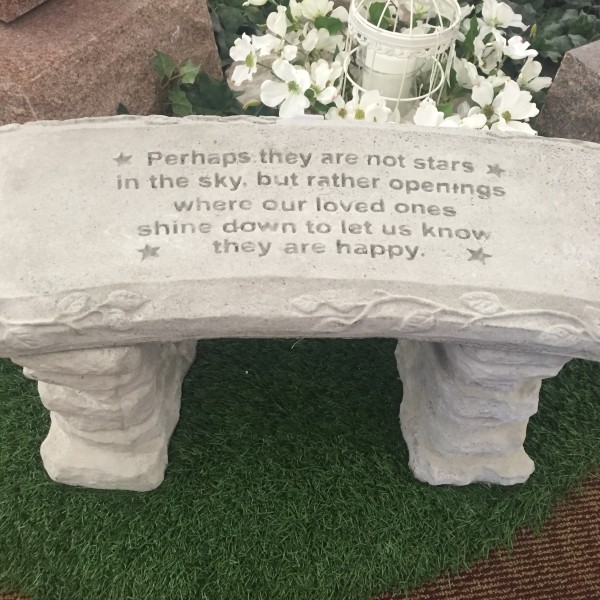 Perhaps they are not stars
in the sky, but rather openings
where our loved ones
shine down to let us know
they are happy.